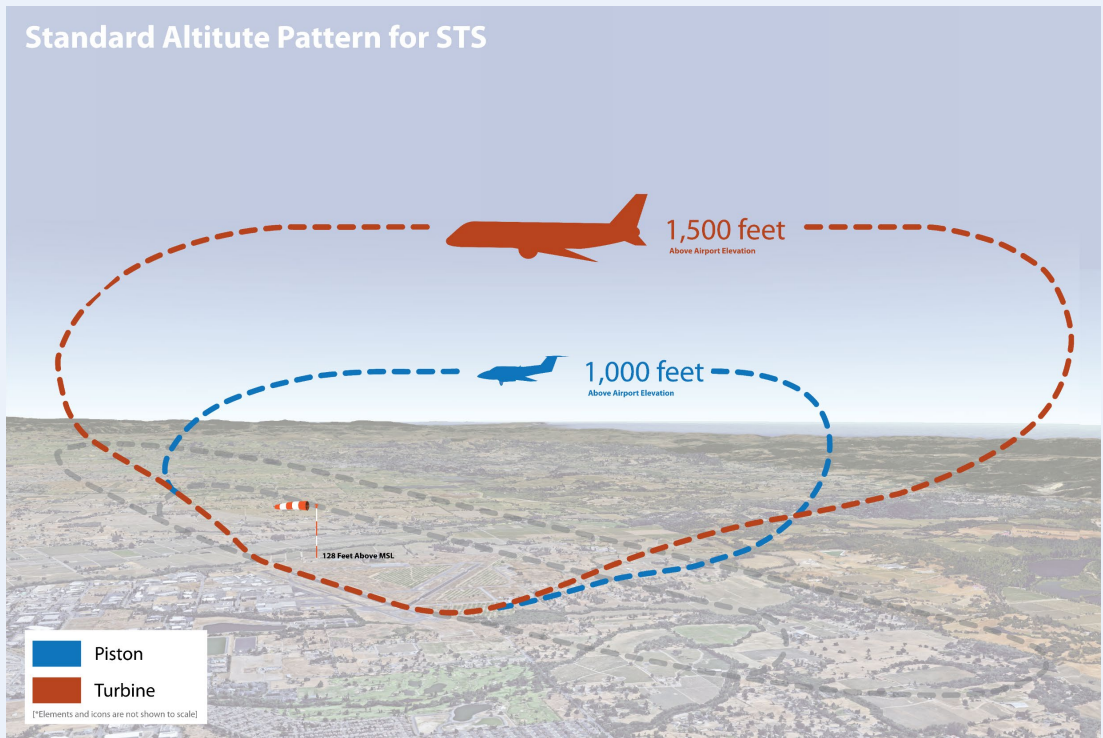 Standard Altitute Pattern for STS
1,500 feet
Above Airport Elevation
1,000 feet
Above Airport Elevation
128 Feet Above MSL
Piston
Turbine
[*Elements and icons are not shown to scale]